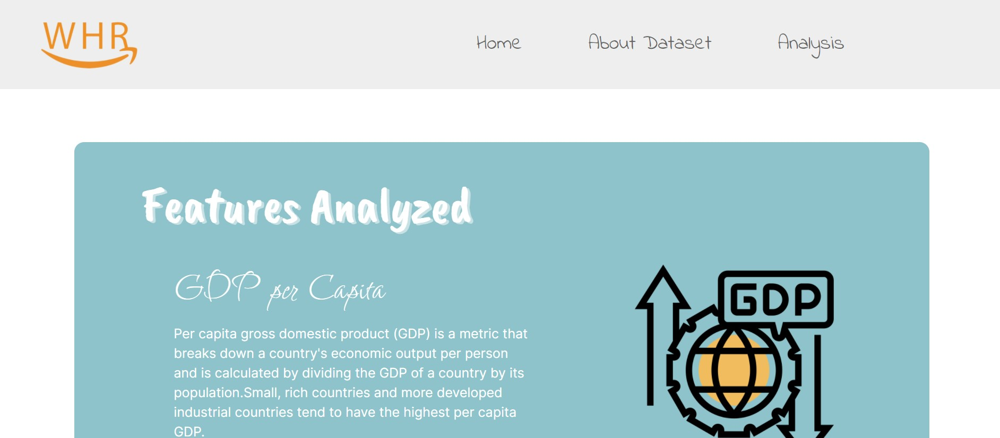 WHR
Home About Dataset Analysis
Features Analyzed
GDP per Capita
Per capita gross domestic product (GDP) is a metric that
breaks down a country's economic output per person
and is calculated by dividing the GDP of a country by its
population.Small, rich countries and more developed
industrial countries tend to have the highest per capita
GDP.
GDP